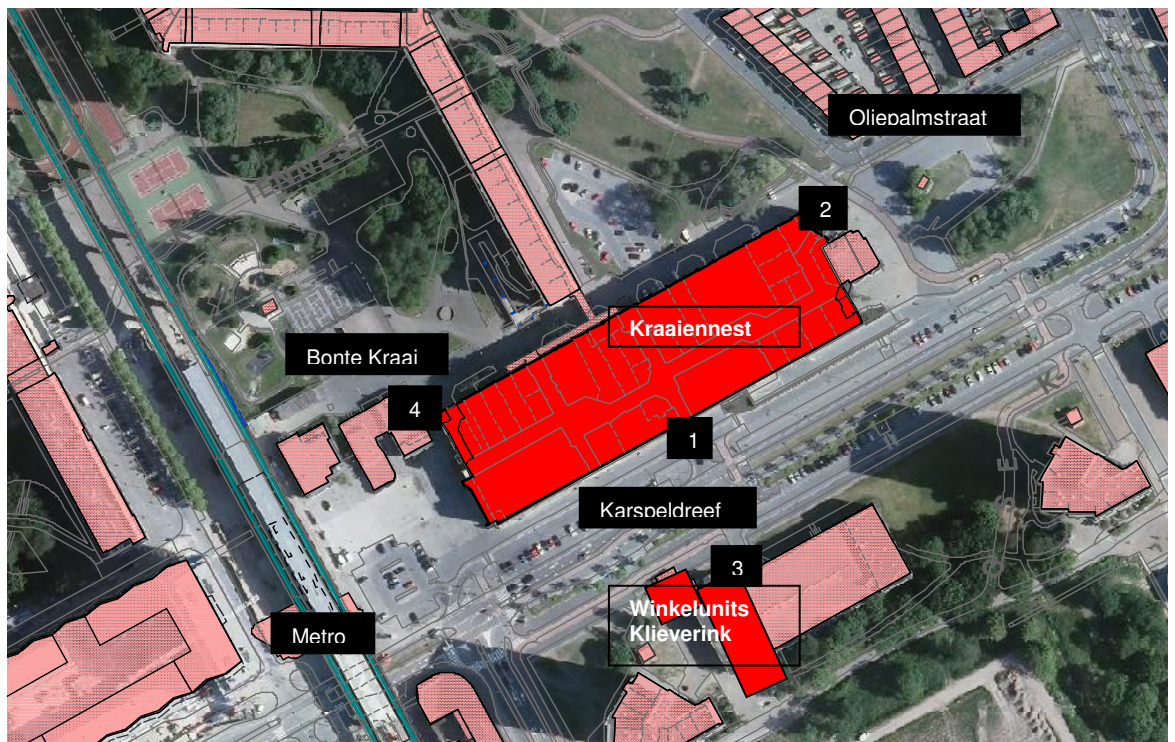 Oliepalmstraat
2
Kraaiennest
Bonte Kraai
4
1
Karspeldreef
3
Winkelunits
Klieverink
Metro